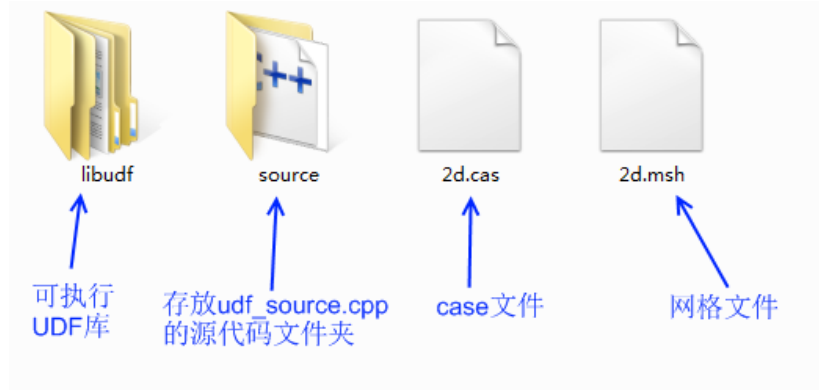 libudf
source
2d.cas
2d.msh
可执行
UDF库
存放udf_source.cpp
的源代码文件夹
case文件
网格文件